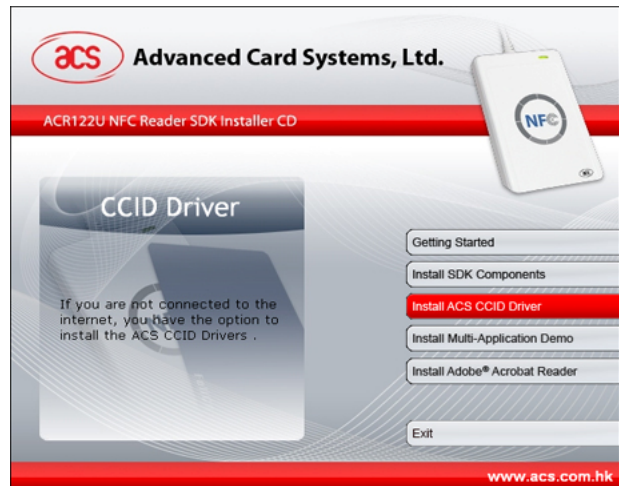 acs Advanced Card Systems, Ltd.
ACR122U NFC Reader SDK Installer CD
NFC
CCID Driver
If you are not connected to the
internet, you have the option to
install the ACS CCID Drivers .
Getting Started
Install SDK Components
Install ACS CCID Driver
Install Multi-Application Demo
Install Adobe® Acrobat Reader
Exit
www.acs.com.hk